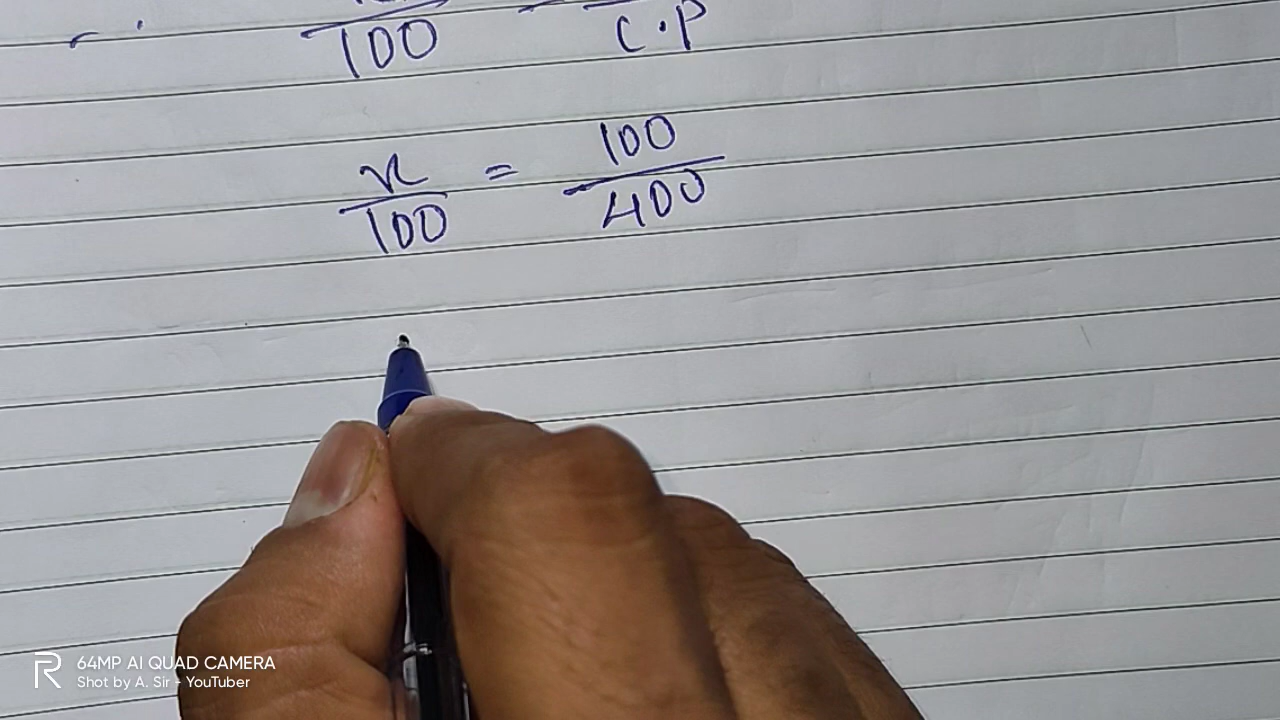 100 = C.P
x/100 = 100/400
R 64MP AI QUAD CAMERA
Shot by A. Sir - YouTuber